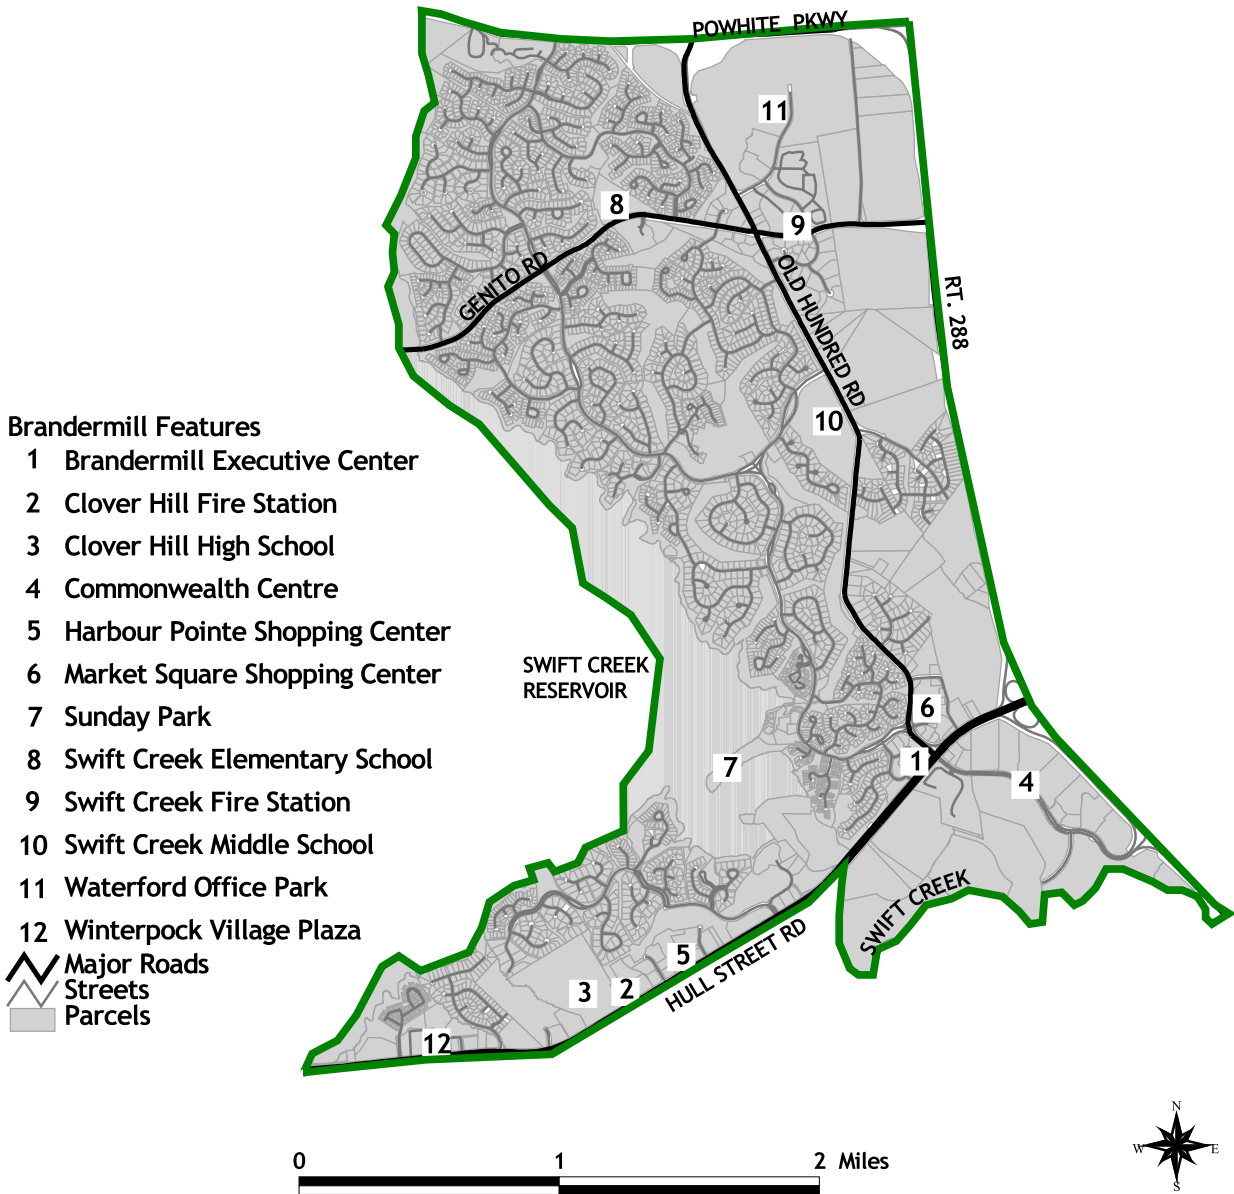 POWHITE PKWY
11
8
9
GENITO RD
OLD HUNDRED RD
RT. 288
10
Brandermill Features
1 Brandermill Executive Center
2 Clover Hill Fire Station
3 Clover Hill High School
4 Commonwealth Centre
5 Harbour Pointe Shopping Center
6 Market Square Shopping Center
7 Sunday Park
8 Swift Creek Elementary School
9 Swift Creek Fire Station
10 Swift Creek Middle School
11 Waterford Office Park
12 Winterpock Village Plaza
Major Roads
Streets
Parcels
SWIFT CREEK
RESERVOIR
6
7
1
4
SWIFT CREEK
HULL STREET RD
5
3
2
12
N
W
E
S
0 1 2 Miles